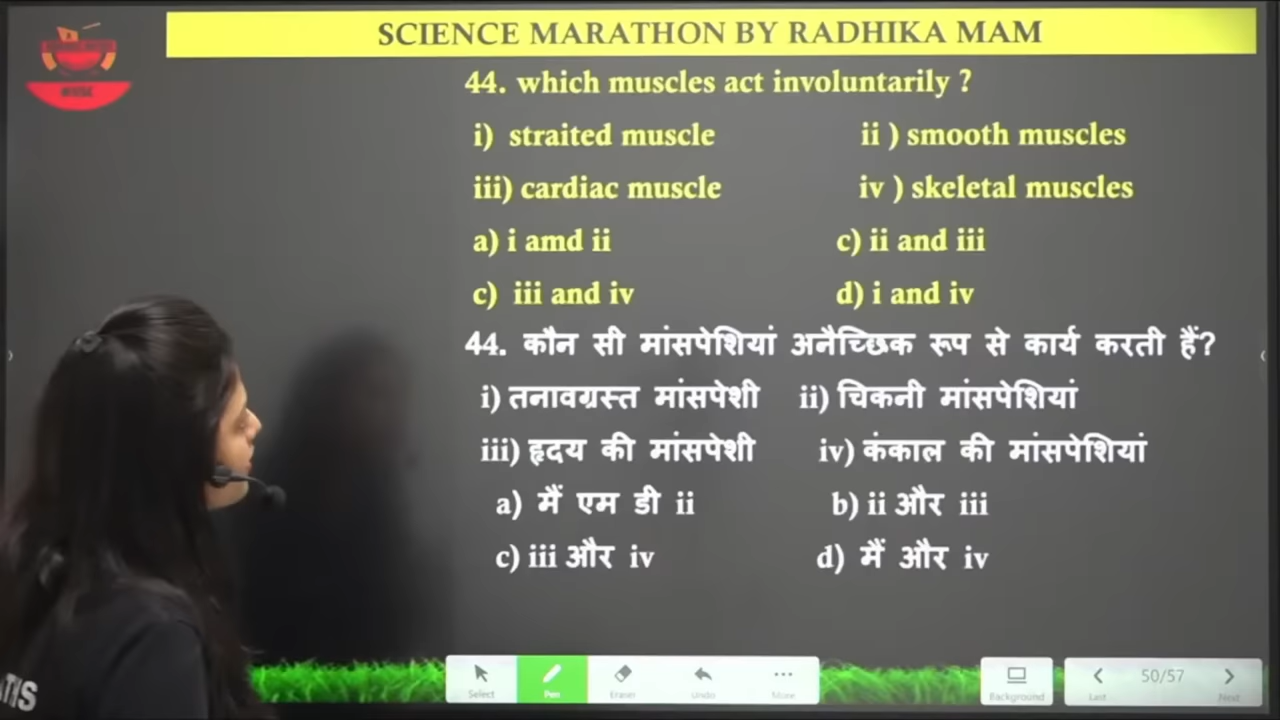 SCIENCE MARATHON BY RADHIKA MAM
44. which muscles act involuntarily ?
i) straited muscle ii ) smooth muscles
iii) cardiac muscle iv ) skeletal muscles
a) i amd ii c) ii and iii
c) iii and iv d) i and iv
44. कौन सी मांसपेशियां अनैच्छिक रूप से कार्य करती हैं?
i) तनावग्रस्त मांसपेशी ii) चिकनी मांसपेशियां
iii) हृदय की मांसपेशी iv) कंकाल की मांसपेशियां
a) मैं एम डी ii b) ii और iii
c) iii और iv d) मैं और iv
Select Pen Eraser Undo More Background Last 50/57 Next